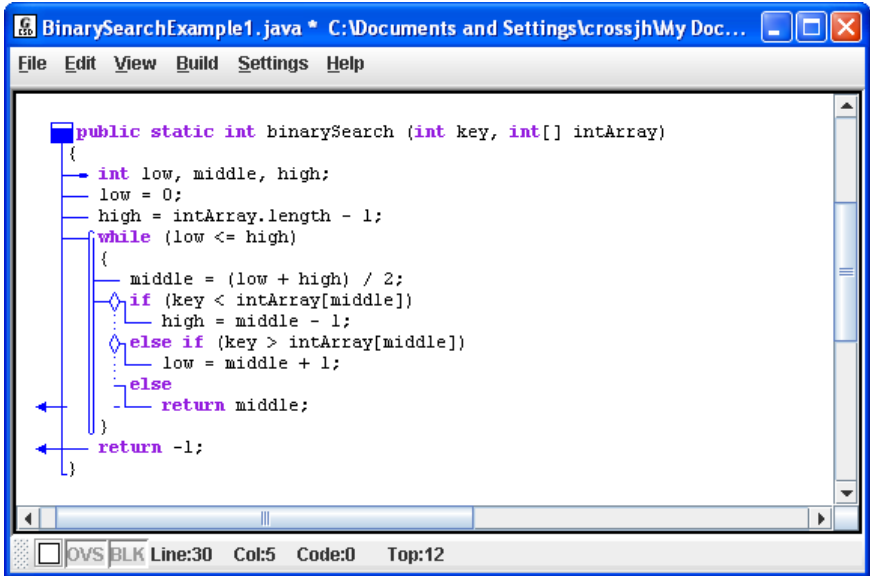 BinarySearchExample1.java * C:\Documents and Settings\crossjh\My Doc...
File Edit View Build Settings Help
public static int binarySearch (int key, int[] intArray)
{
int low, middle, high;
low = 0;
high = intArray.length - 1;
while (low <= high)
{
middle = (low + high) / 2;
if (key < intArray[middle])
high = middle - 1;
else if (key > intArray[middle])
low = middle + 1;
else
return middle;
}
return -1;
}
OVS BLK Line:30 Col:5 Code:0 Top:12